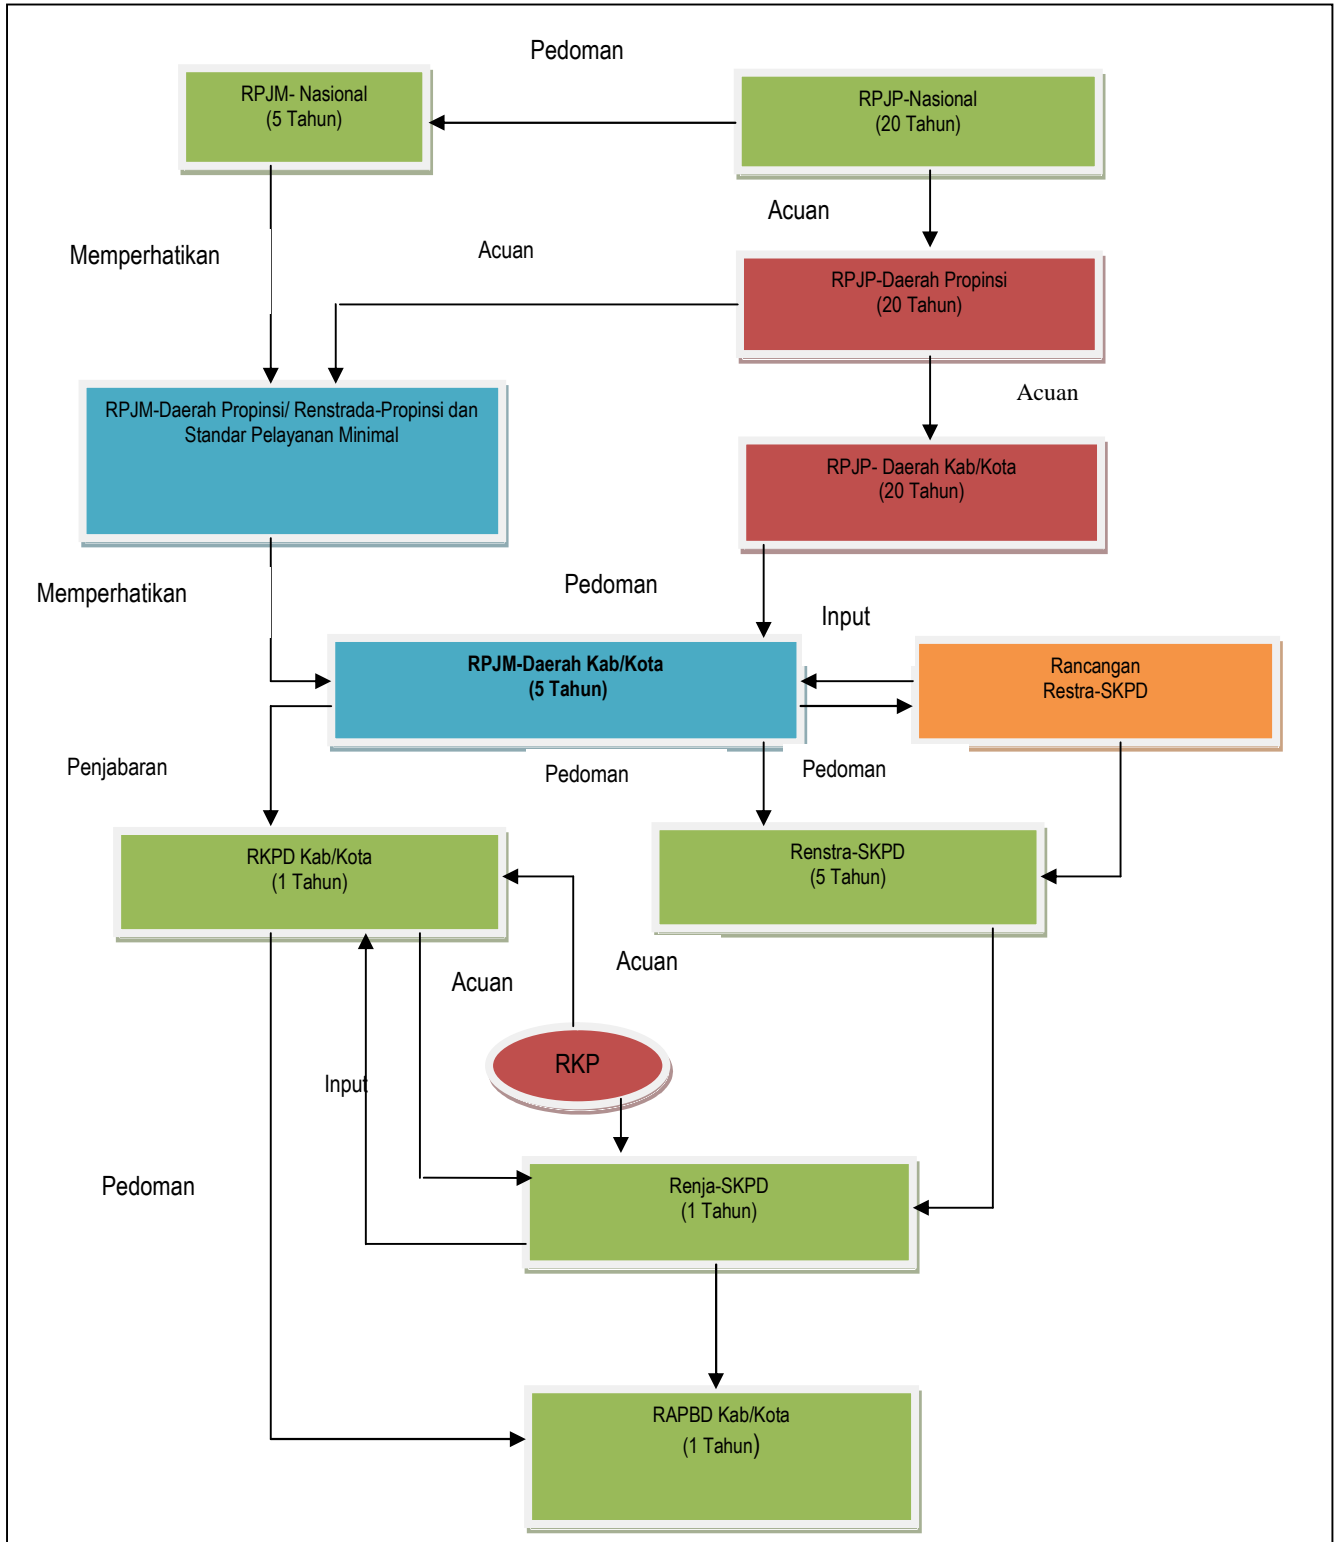 Pedoman
RPJM- Nasional
(5 Tahun)
RPJP-Nasional
(20 Tahun)
Acuan
Memperhatikan
Acuan
RPJP-Daerah Propinsi
(20 Tahun)
RPJM-Daerah Propinsi/ Renstrada-Propinsi dan
Standar Pelayanan Minimal
Acuan
RPJP- Daerah Kab/Kota
(20 Tahun)
Memperhatikan
Pedoman
Input
RPJM-Daerah Kab/Kota
(5 Tahun)
Rancangan
Restra-SKPD
Penjabaran
Pedoman
Pedoman
RKPD Kab/Kota
(1 Tahun)
Renstra-SKPD
(5 Tahun)
Acuan
Acuan
RKP
Input
Pedoman
Renja-SKPD
(1 Tahun)
RAPBD Kab/Kota
(1 Tahun)